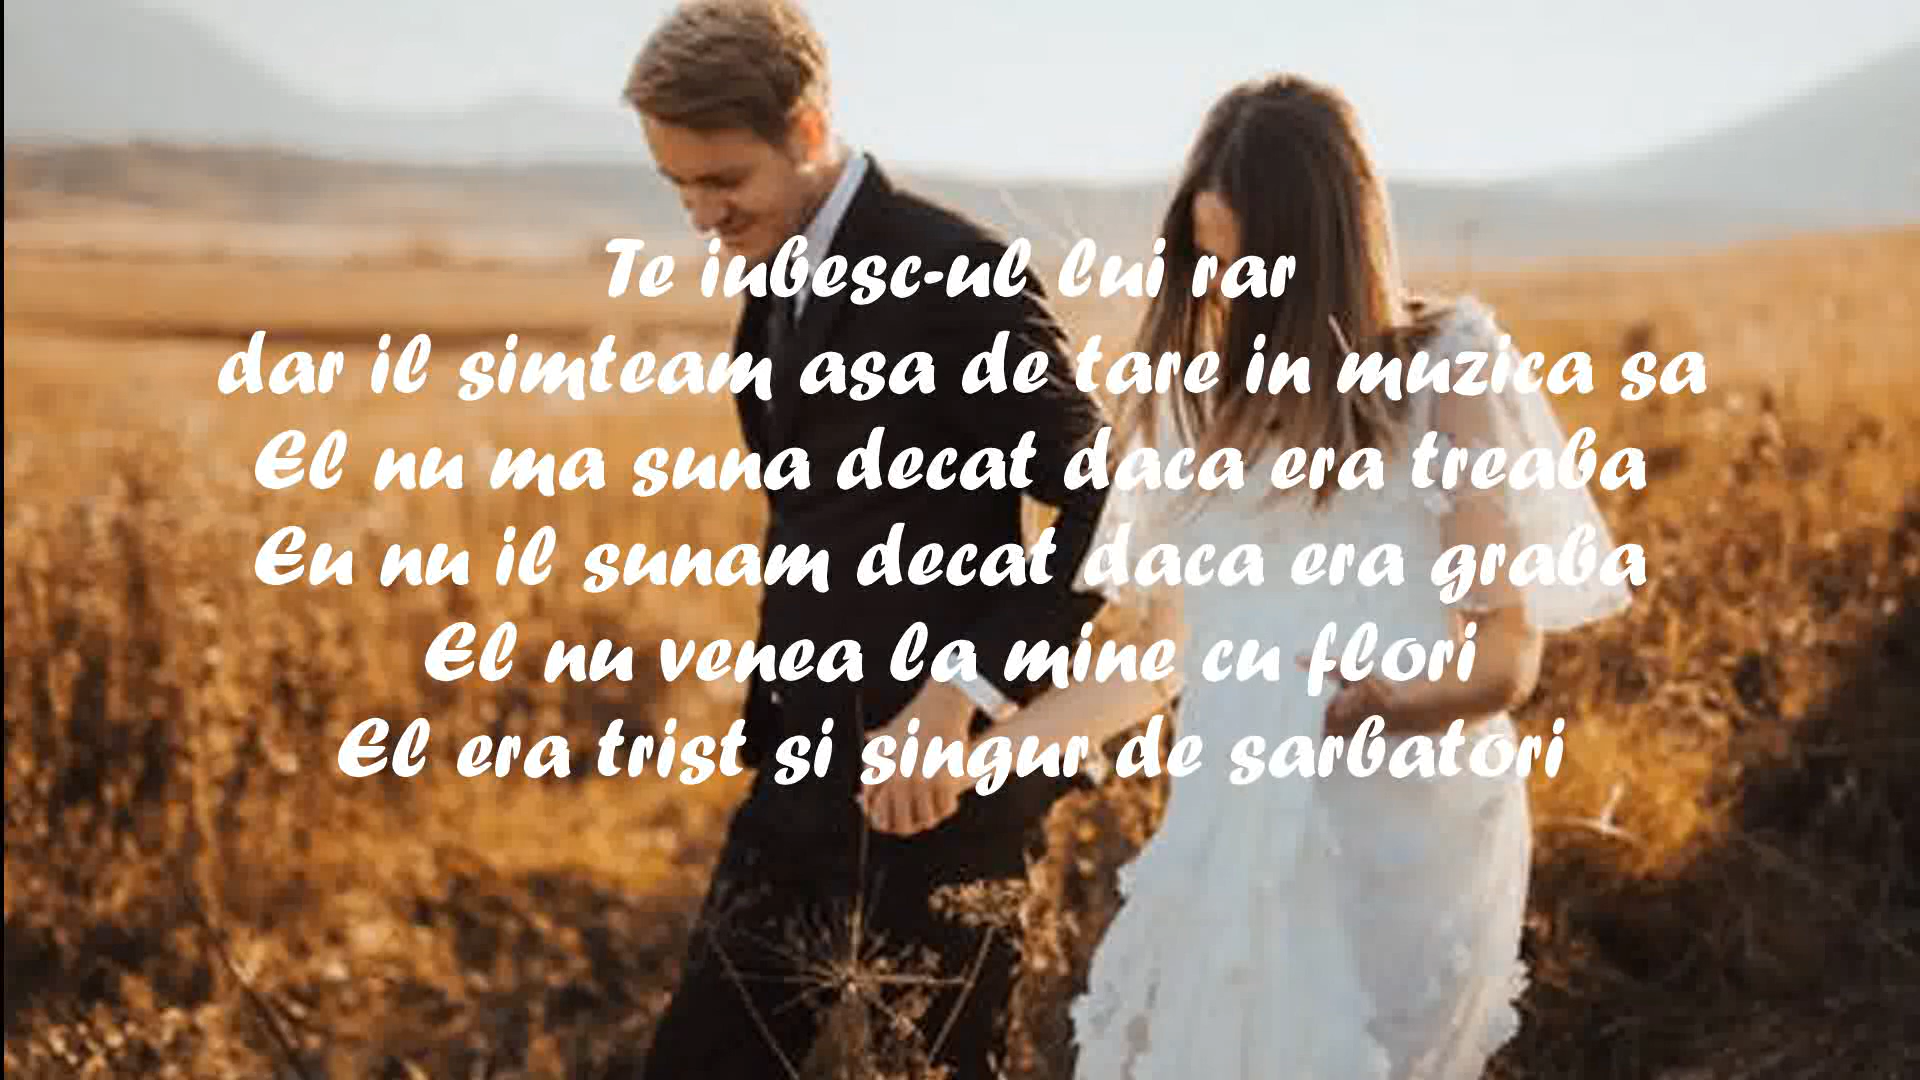 Te iubesc-ul lui rar
dar il simteam asa de tare in muzica sa
El nu ma suna decat daca era treaba
Eu nu il sunam decat daca era graba
El nu venea la mine cu flori
El era trist si singur de sarbatori